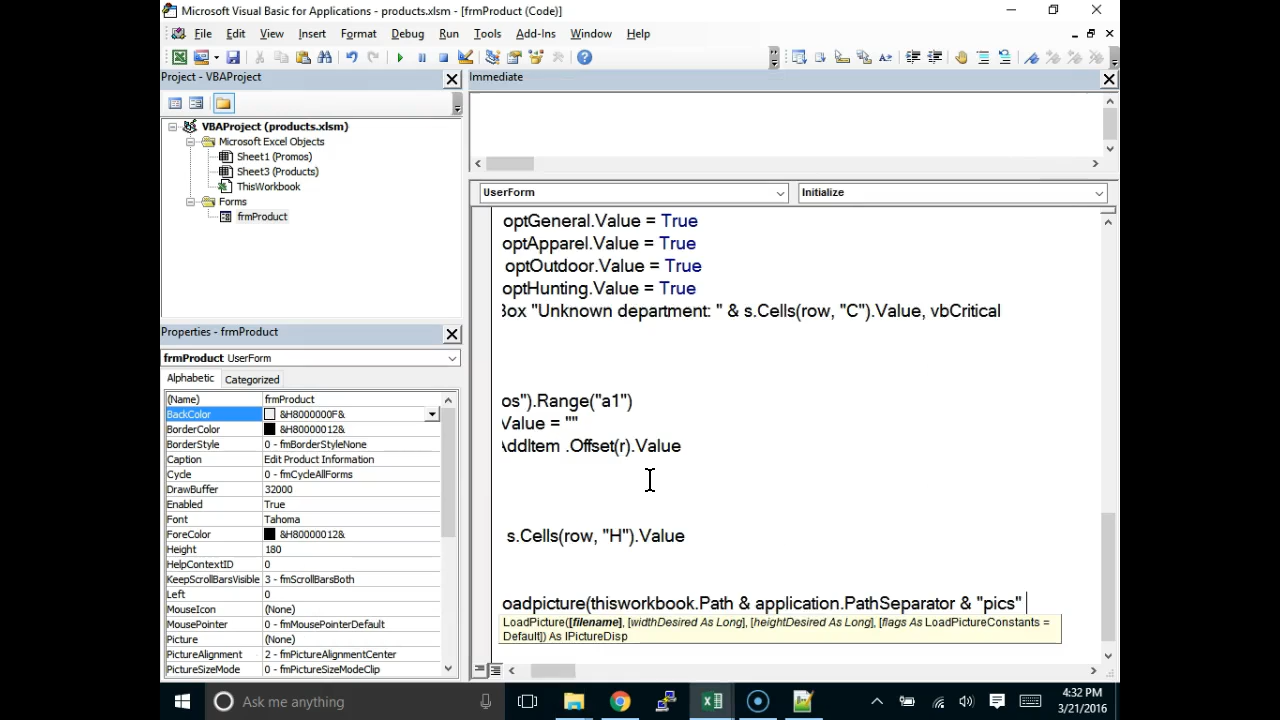 Microsoft Visual Basic for Applications - products.xlsm - [frmProduct (Code)]
File Edit View Insert Format Debug Run Tools Add-Ins Window Help
Project - VBAProject
VBAProject (products.xlsm)
Microsoft Excel Objects
Sheet1 (Promos)
Sheet3 (Products)
ThisWorkbook
Forms
frmProduct
Properties - frmProduct
frmProduct UserForm
Alphabetic Categorized
(Name) frmProduct
BackColor &H8000000F&
BorderColor &H80000012&
BorderStyle 0 - fmBorderStyleNone
Caption Edit Product Information
Cycle 0 - fmCycleAllForms
DrawBuffer 32000
Enabled True
Font Tahoma
ForeColor &H80000012&
Height 180
HelpContextID 0
KeepScrollBarsVisible 3 - fmScrollBarsBoth
Left 0
MouseIcon (None)
MousePointer 0 - fmMousePointerDefault
Picture (None)
PictureAlignment 2 - fmPictureAlignmentCenter
PictureSizeMode 0 - fmPictureSizeModeClip
Immediate
UserForm Initialize
optGeneral.Value = True
optApparel.Value = True
optOutdoor.Value = True
optHunting.Value = True
Box "Unknown department: " & s.Cells(row, "C").Value, vbCritical
os").Range("a1")
Value = ""
AddItem .Offset(r).Value
s.Cells(row, "H").Value
oadpicture(thisworkbook.Path & application.PathSeparator & "pics"
LoadPicture([filename], [widthDesired As Long], [heightDesired As Long], [flags As LoadPictureConstants =
Default]) As IPictureDisp
Ask me anything
4:32 PM
3/21/2016